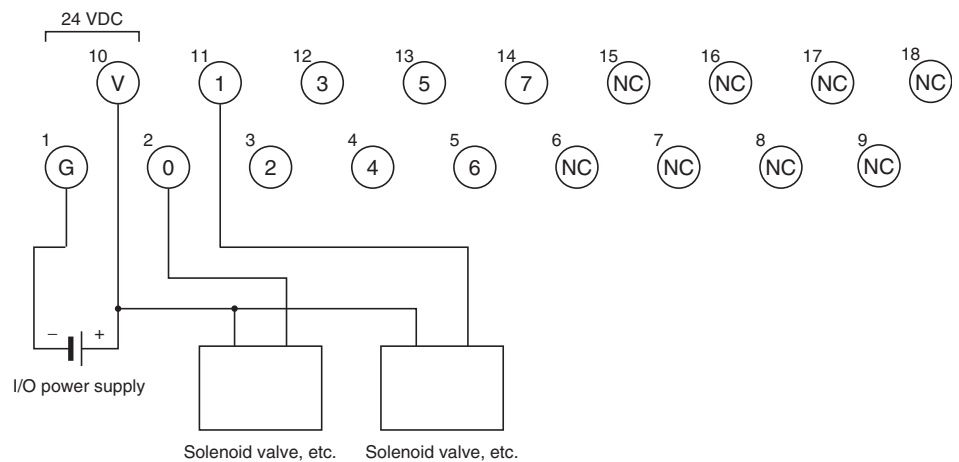 24 VDC
10 11 12 13 14 15 16 17 18
V 1 3 5 7 NC NC NC NC
1 2 3 4 5 6 7 8 9
G 0 2 4 6 NC NC NC NC
− +
I/O power supply
Solenoid valve, etc. Solenoid valve, etc.